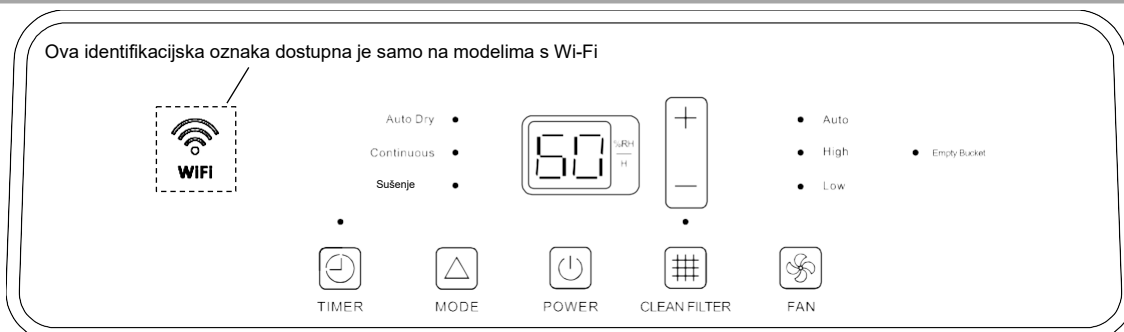 Ova identifikacijska oznaka dostupna je samo na modelima s Wi-Fi
WIFI
Auto Dry
Continuous
Sušenje
50
%RH
H
+
—
Auto
High
Low
Empty Bucket
TIMER
MODE
POWER
CLEAN FILTER
FAN